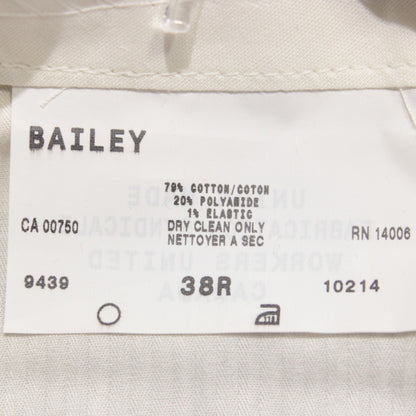 BAILEY
79% COTTON/COTON
20% POLYAMIDE
1% ELASTIC
CA 00750 DRY CLEAN ONLY RN 14006
NETTOYER A SEC
9439 38R 10214